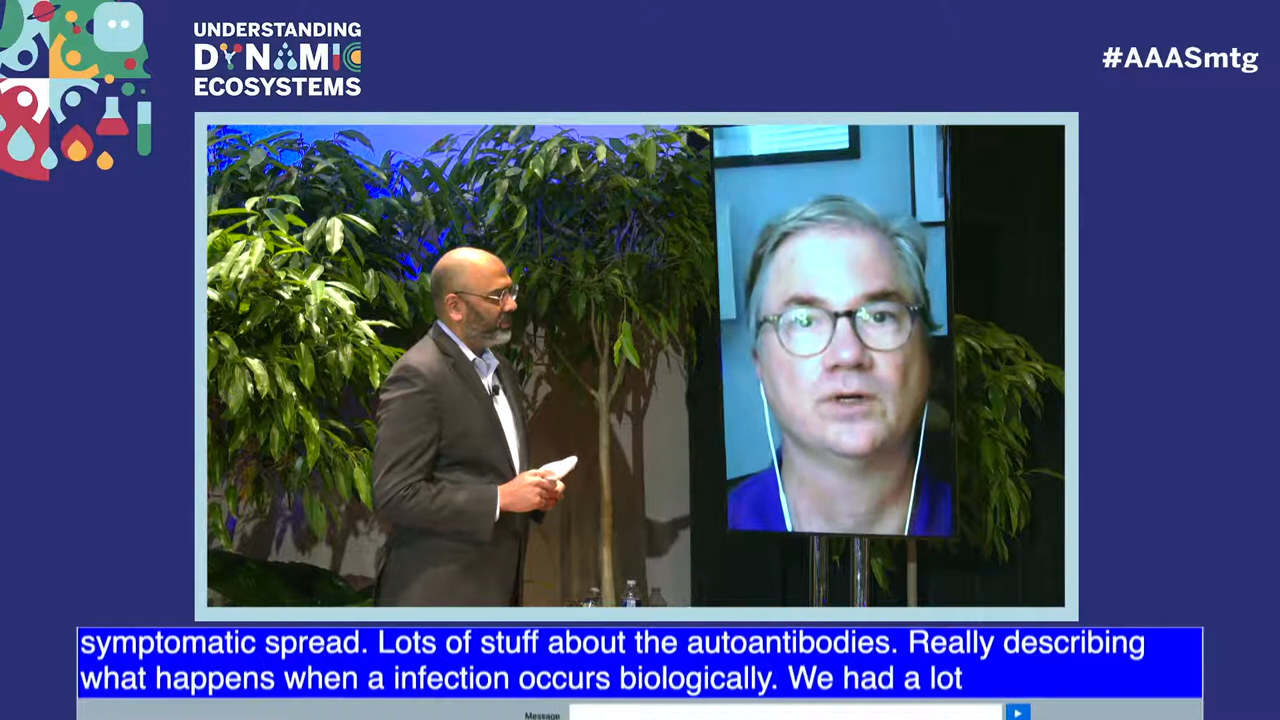 UNDERSTANDING
DYNAMIC
ECOSYSTEMS
#AAASmtg
symptomatic spread. Lots of stuff about the autoantibodies. Really describing
what happens when a infection occurs biologically. We had a lot
Message